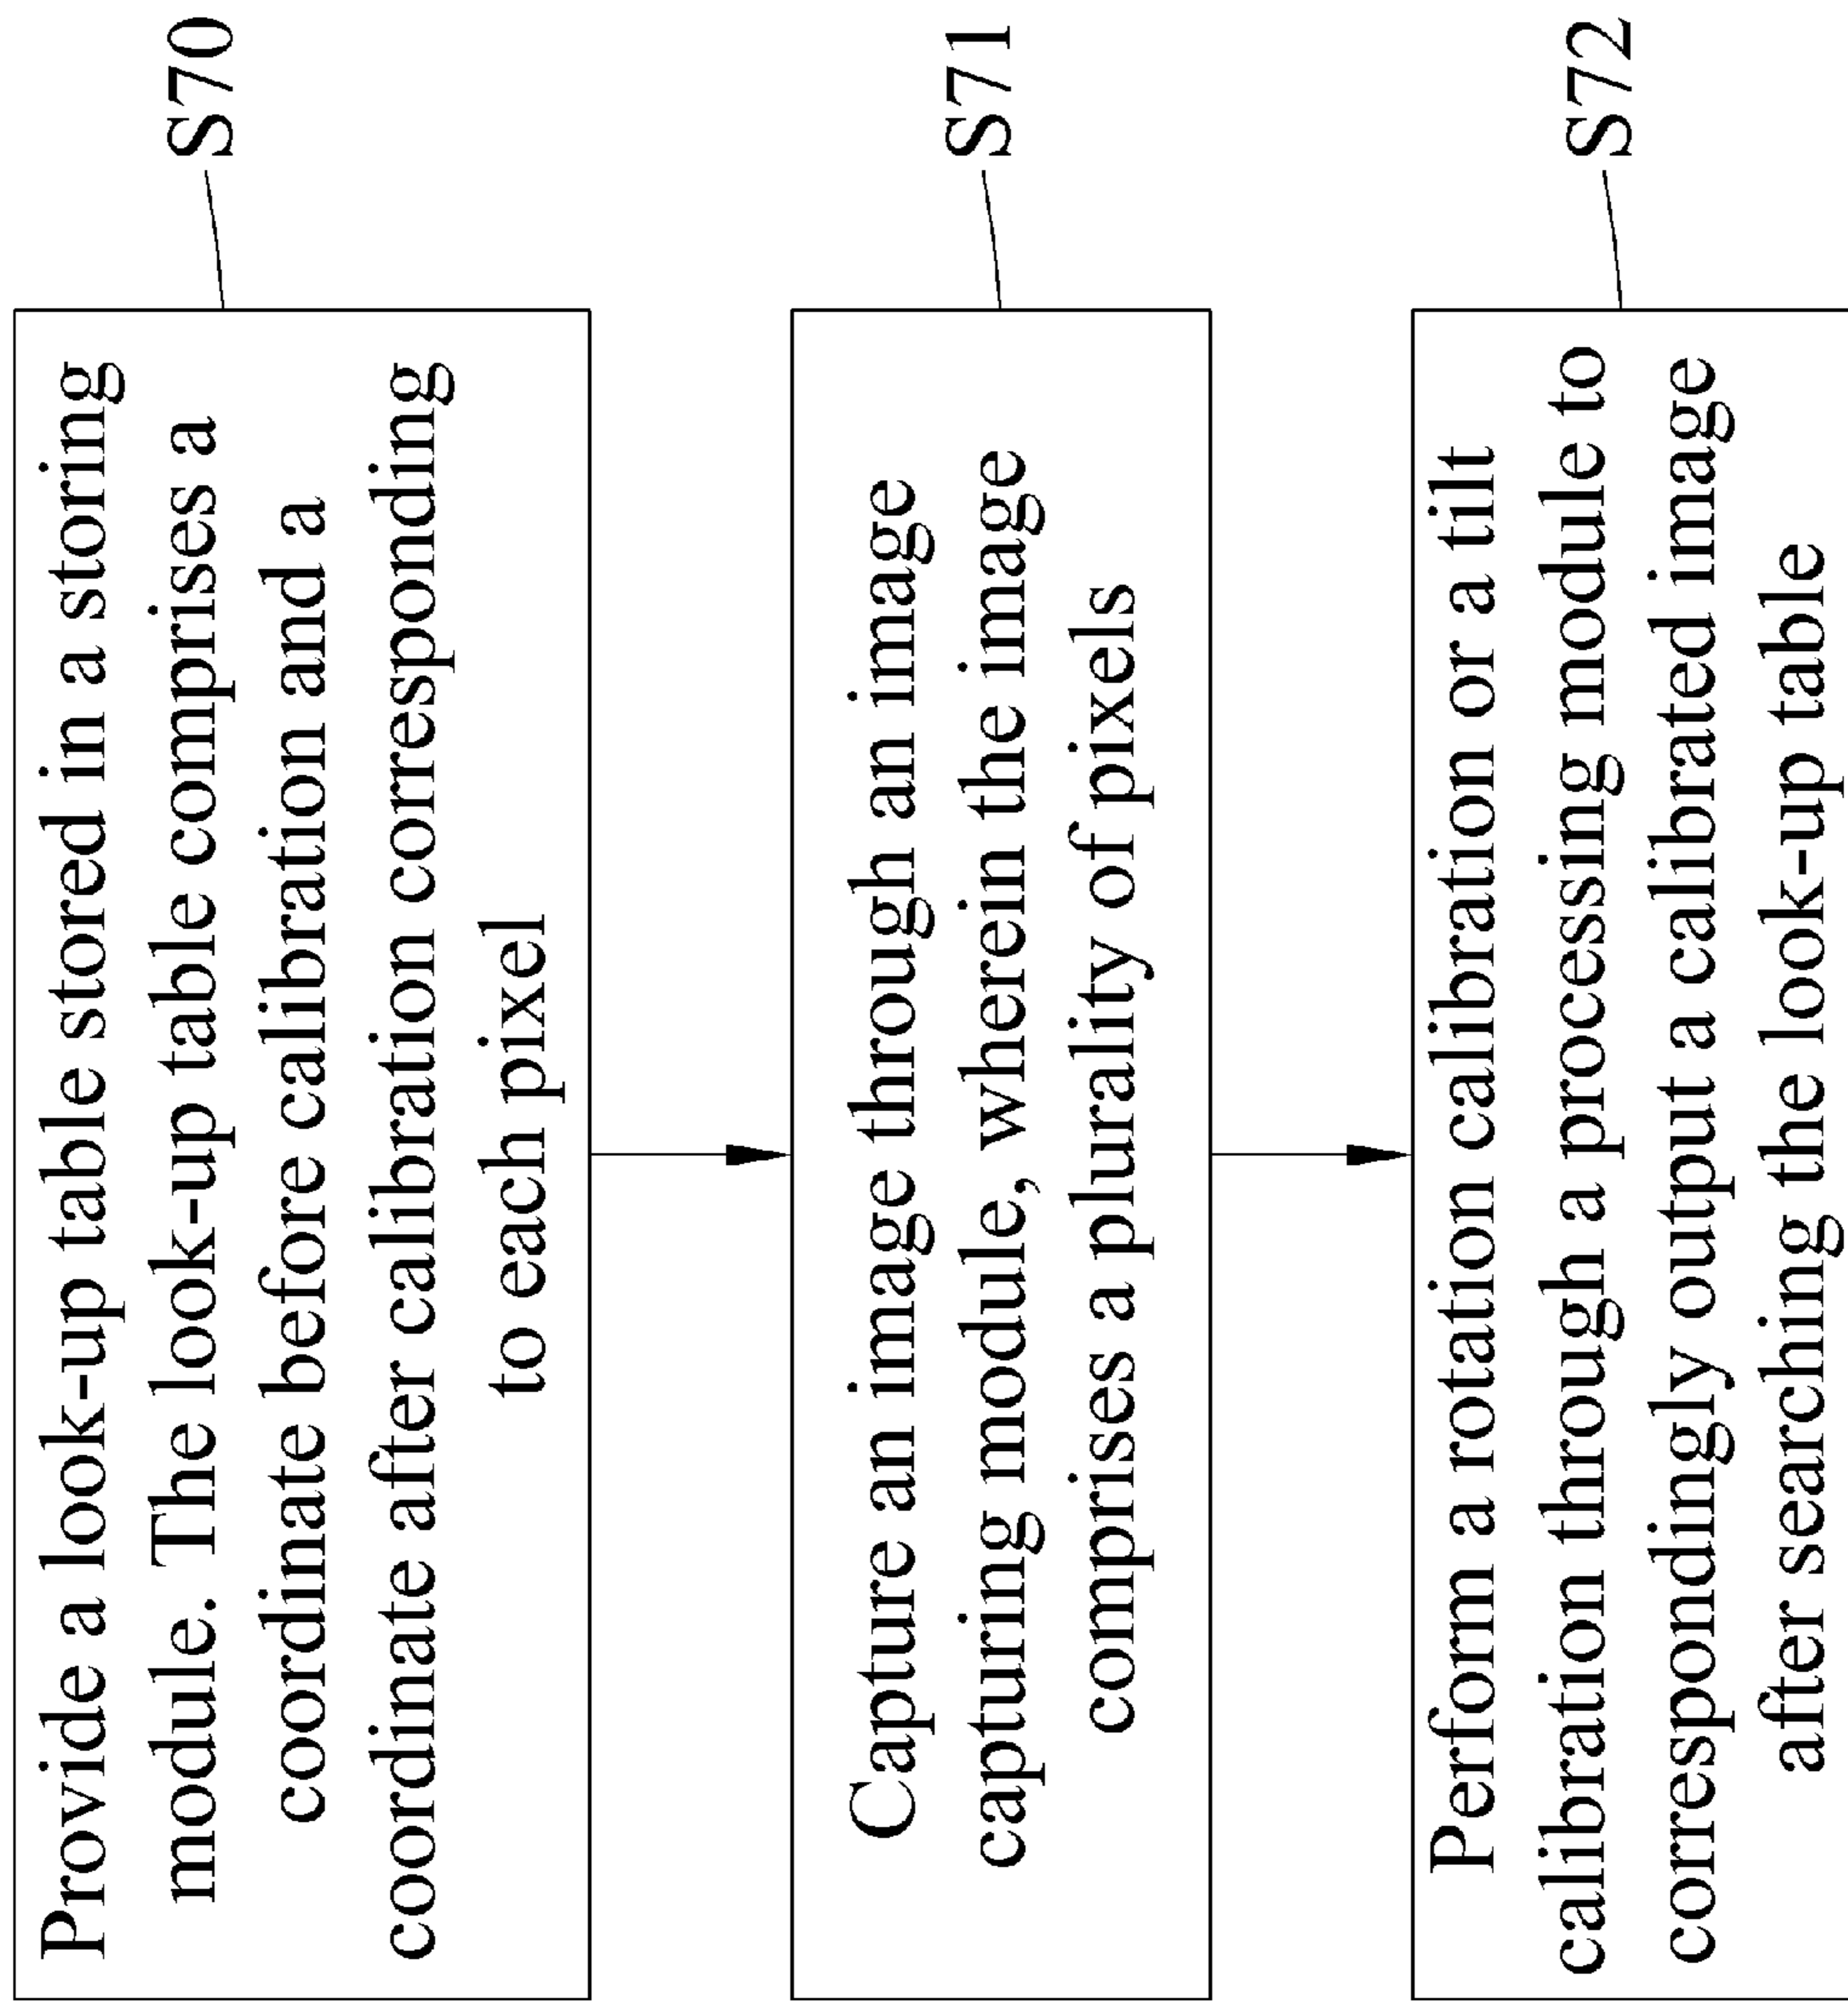 Provide a look-up table stored in a storing
module. The look-up table comprises a
coordinate before calibration and a
coordinate after calibration corresponding
to each pixel
S70
Capture an image through an image
capturing module, wherein the image
comprises a plurality of pixels
S71
Perform a rotation calibration or a tilt
calibration through a processing module to
correspondingly output a calibrated image
after searching the look-up table
S72